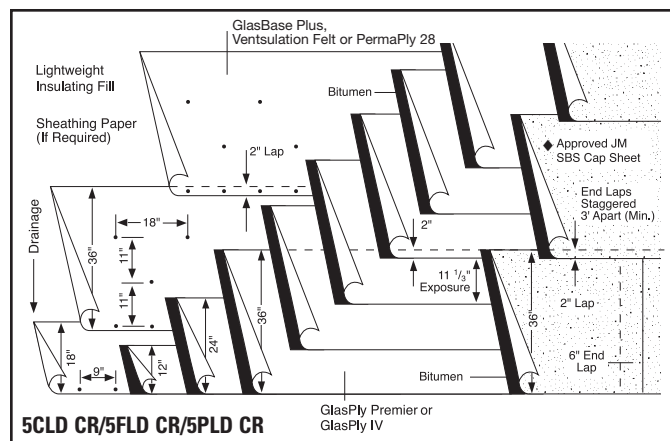 GlasBase Plus,
Ventsulation Felt or PermaPly 28
Lightweight
Insulating Fill
Bitumen
Sheathing Paper
(If Required)
2" Lap
◆ Approved JM
SBS Cap Sheet
End Laps
Staggered
3' Apart (Min.)
Drainage
36"
18"
11"
11"
2"
11 1/3"
Exposure
2" Lap
18"
9"
12"
24"
36"
36"
6" End
Lap
Bitumen
GlasPly Premier or
GlasPly IV
5CLD CR/5FLD CR/5PLD CR